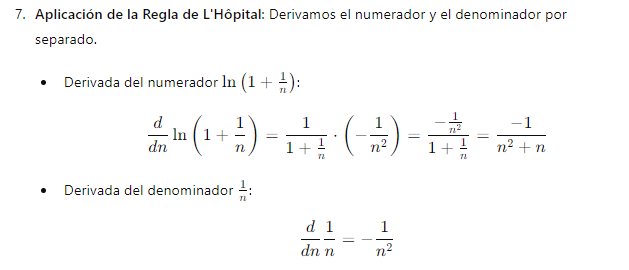 7. Aplicación de la Regla de L'Hôpital: Derivamos el numerador y el denominador por
separado.
• Derivada del numerador ln (1 + 1/n):
d/dn ln (1 + 1/n) = 1/(1 + 1/n) · (−1/n²) = (−1/n²)/(1 + 1/n) = −1/(n² + n)
• Derivada del denominador 1/n:
d/dn 1/n = −1/n²